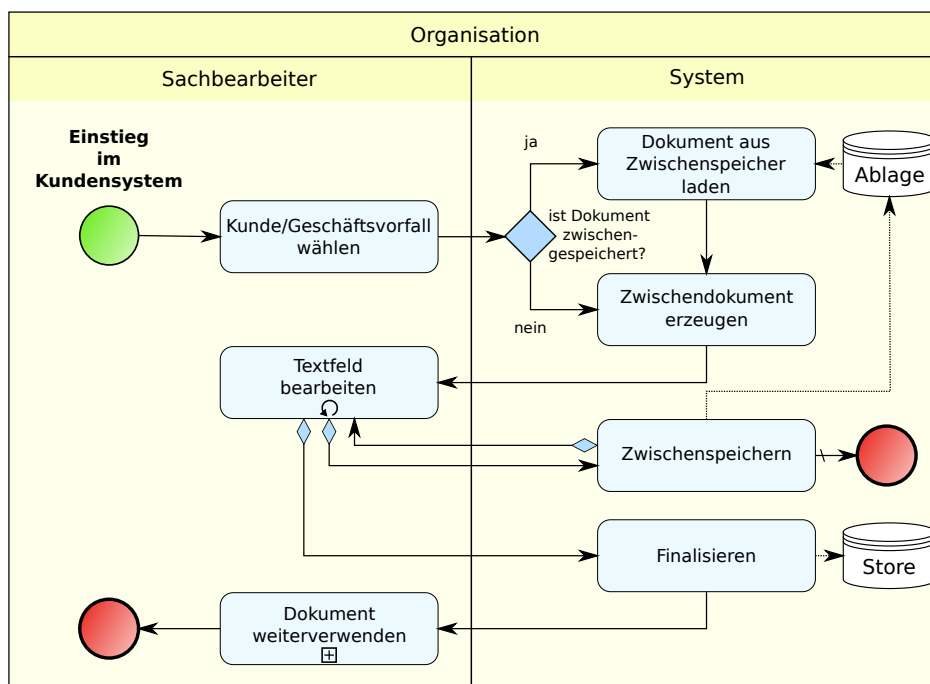 Organisation
Sachbearbeiter
System
Einstieg
im
Kundensystem
Kunde/Geschäftsvorfall
wählen
ja
ist Dokument
zwischen-
gespeichert?
nein
Dokument aus
Zwischenspeicher
laden
Ablage
Zwischendokument
erzeugen
Textfeld
bearbeiten
Zwischenspeichern
Finalisieren
Store
Dokument
weiterverwenden